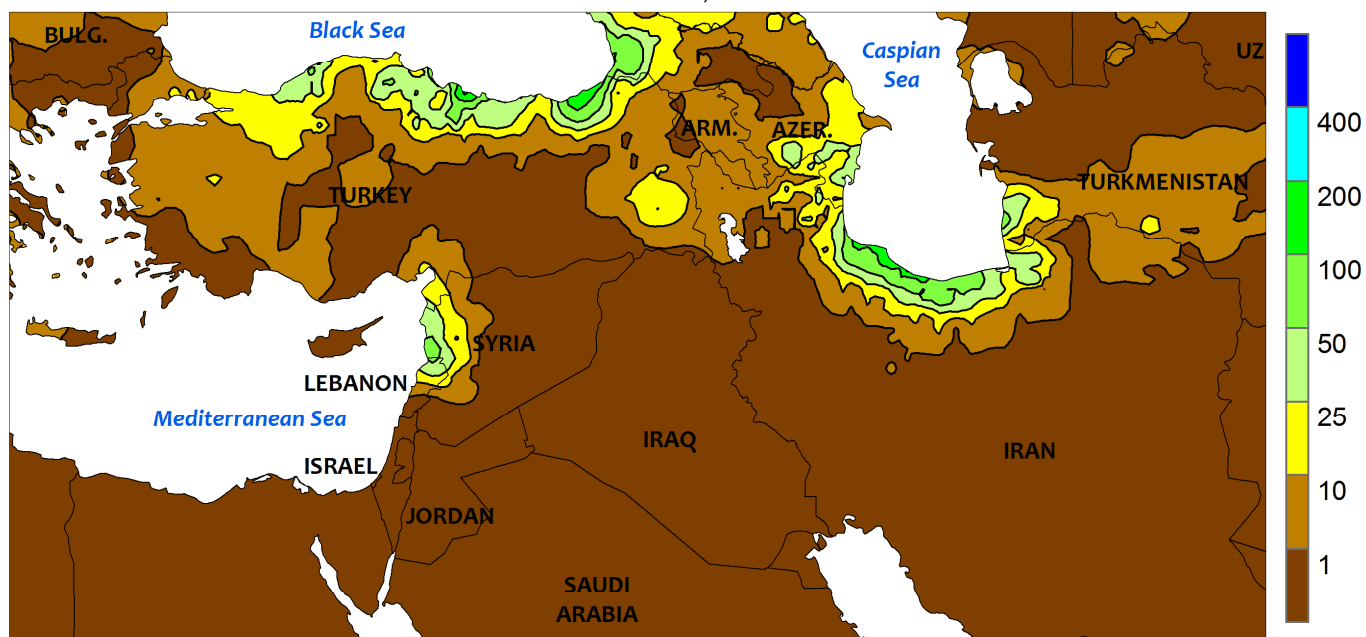 Black Sea
BULG.
Caspian
Sea
UZ
400
ARM.
AZER.
TURKMENISTAN
TURKEY
200
100
SYRIA
50
LEBANON
Mediterranean Sea
25
IRAQ
IRAN
ISRAEL
10
JORDAN
1
SAUDI
ARABIA